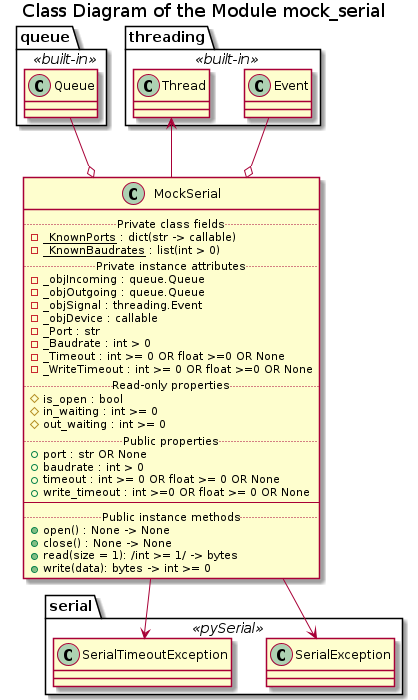 Class Diagram of the Module mock_serial
queue
threading
«built-in»
«built-in»
C Queue
C Thread
C Event
C MockSerial
Private class fields
_KnownPorts : dict(str -> callable)
_KnownBaudrates : list(int > 0)
Private instance attributes
_objIncoming : queue.Queue
_objOutgoing : queue.Queue
_objSignal : threading.Event
_objDevice : callable
_Port : str
_Baudrate : int > 0
_Timeout : int >= 0 OR float >=0 OR None
_WriteTimeout : int >= 0 OR float >=0 OR None
Read-only properties
is_open : bool
in_waiting : int >= 0
out_waiting : int >= 0
Public properties
port : str OR None
baudrate : int > 0
timeout : int >= 0 OR float >= 0 OR None
write_timeout : int >=0 OR float >= 0 OR None
Public instance methods
open() : None -> None
close() : None -> None
read(size = 1): /int >= 1/ -> bytes
write(data): bytes -> int >= 0
serial
«pySerial»
C SerialTimeoutException
C SerialException